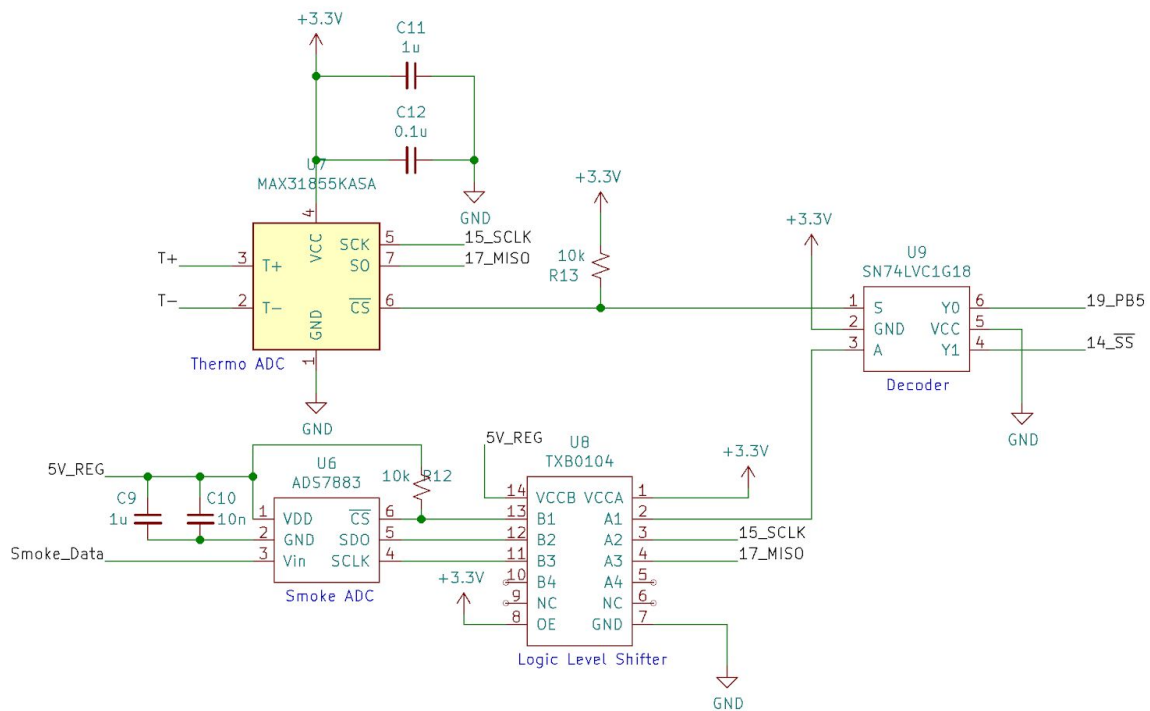 +3.3V
C11
1u
C12
0.1u
GND
U7
MAX31855KASA
4
VCC
T+
3
T+
SCK
5
15_SCLK
SO
7
17_MISO
T-
2
T-
CS
6
GND
1
Thermo ADC
GND
+3.3V
10k
R13
+3.3V
U9
SN74LVC1G18
1
S
Y0
6
19_PB5
2
GND
VCC
5
3
A
Y1
4
14_SS
Decoder
GND
5V_REG
C9
1u
C10
10n
U6
ADS7883
10k
R12
1
VDD
CS
6
2
GND
SDO
5
Smoke_Data
3
Vin
SCLK
4
Smoke ADC
5V_REG
U8
TXB0104
+3.3V
14
VCCB
VCCA
1
13
B1
A1
2
12
B2
A2
3
15_SCLK
11
B3
A3
4
17_MISO
+3.3V
10
B4
A4
5
9
NC
NC
6
8
OE
GND
7
Logic Level Shifter
GND